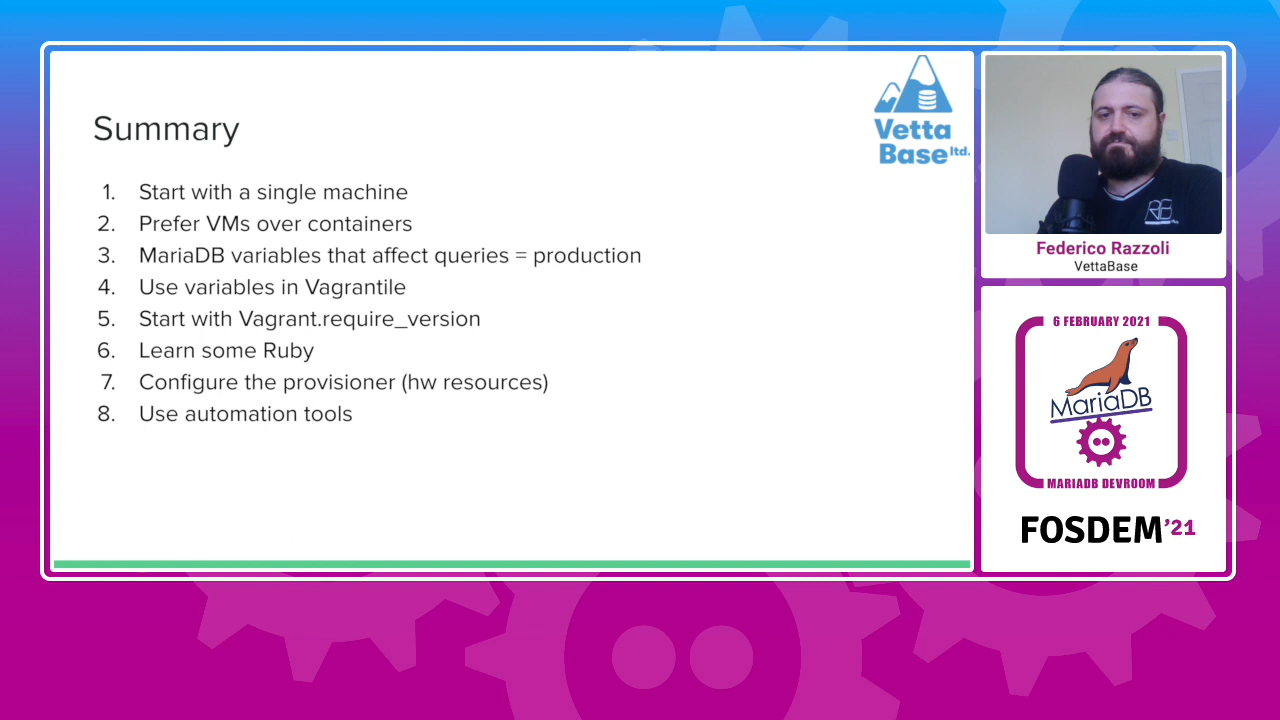 Summary
1. Start with a single machine
2. Prefer VMs over containers
3. MariaDB variables that affect queries = production
4. Use variables in Vagrantile
5. Start with Vagrant.require_version
6. Learn some Ruby
7. Configure the provisioner (hw resources)
8. Use automation tools
Vetta
Base ltd.
Federico Razzoli
VettaBase
6 FEBRUARY 2021
MariaDB
MARIADB DEVROOM
FOSDEM'21